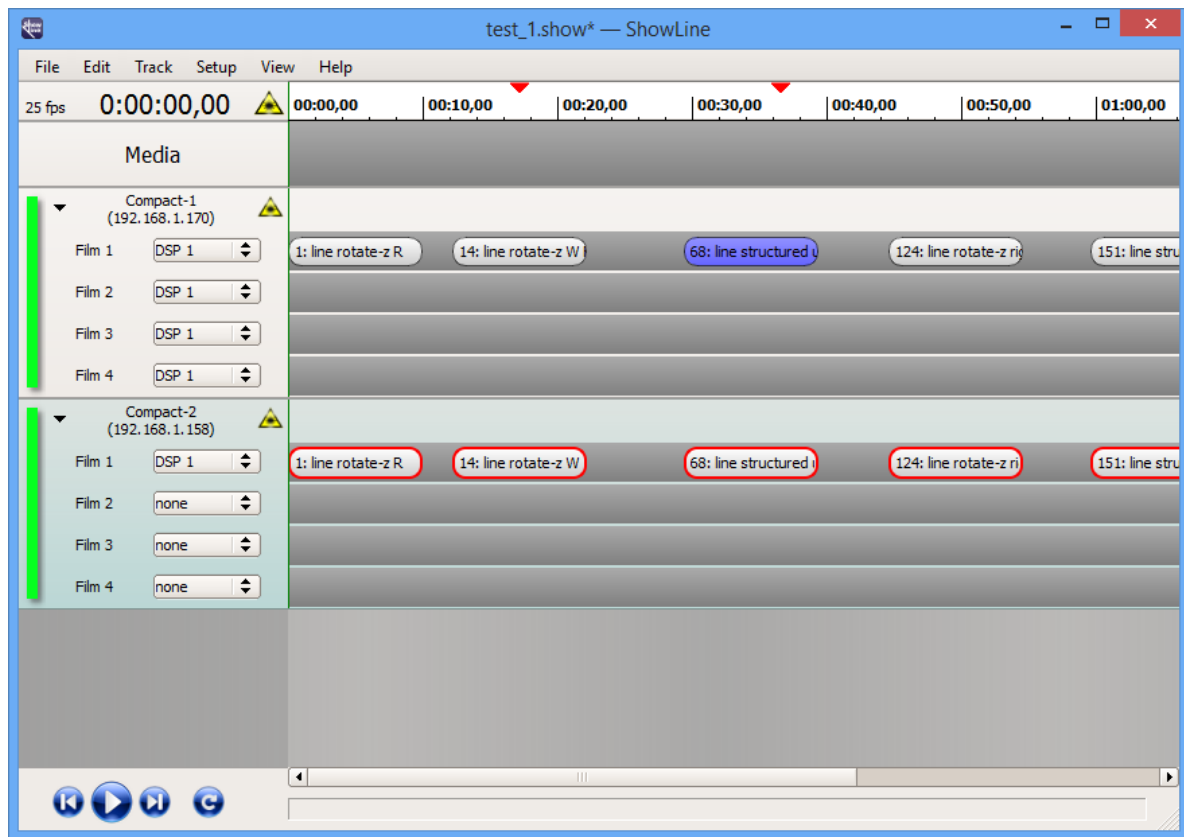 test_1.show* — ShowLine
File Edit Track Setup View Help
25 fps 0:00:00,00 00:00,00 00:10,00 00:20,00 00:30,00 00:40,00 00:50,00 01:00,00
Media
Compact-1
(192.168.1.170)
Film 1 DSP 1 1: line rotate-z R 14: line rotate-z W 68: line structured 124: line rotate-z 151: line
Film 2 DSP 1
Film 3 DSP 1
Film 4 DSP 1
Compact-2
(192.168.1.158)
Film 1 DSP 1 1: line rotate-z R 14: line rotate-z W 68: line structured 124: line rotate-z 151: line
Film 2 none
Film 3 none
Film 4 none